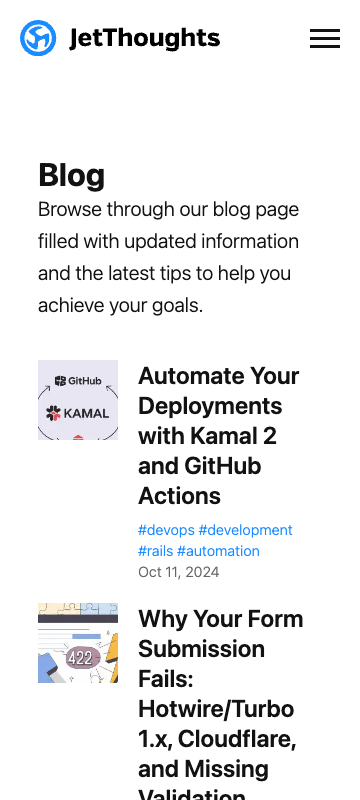 JetThoughts
Blog
Browse through our blog page
filled with updated information
and the latest tips to help you
achieve your goals.
GitHub
KAMAL
Automate Your
Deployments
with Kamal 2
and GitHub
Actions
#devops #development
#rails #automation
Oct 11, 2024
422
Why Your Form
Submission
Fails:
Hotwire/Turbo
1.x, Cloudflare,
and Missing
Validation